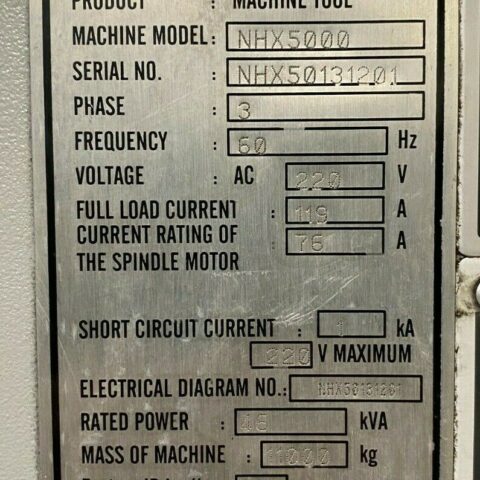 PRODUCT : MACHINE TOOL
MACHINE MODEL: NHX5000
SERIAL NO. : NHX50131201
PHASE : 3
FREQUENCY : 60 Hz
VOLTAGE : AC 220 V
FULL LOAD CURRENT : 119 A
CURRENT RATING OF : 76 A
THE SPINDLE MOTOR
SHORT CIRCUIT CURRENT : kA
220 V MAXIMUM
ELECTRICAL DIAGRAM NO.: NHX50131201
RATED POWER : 45 kVA
MASS OF MACHINE : 11000 kg